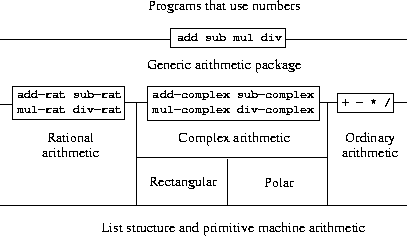 Programs that use numbers
add sub mul div
Generic arithmetic package
add-rat sub-rat
mul-rat div-rat
add-complex sub-complex
mul-complex div-complex
+ - * /
Rational
arithmetic
Complex arithmetic
Ordinary
arithmetic
Rectangular
Polar
List structure and primitive machine arithmetic